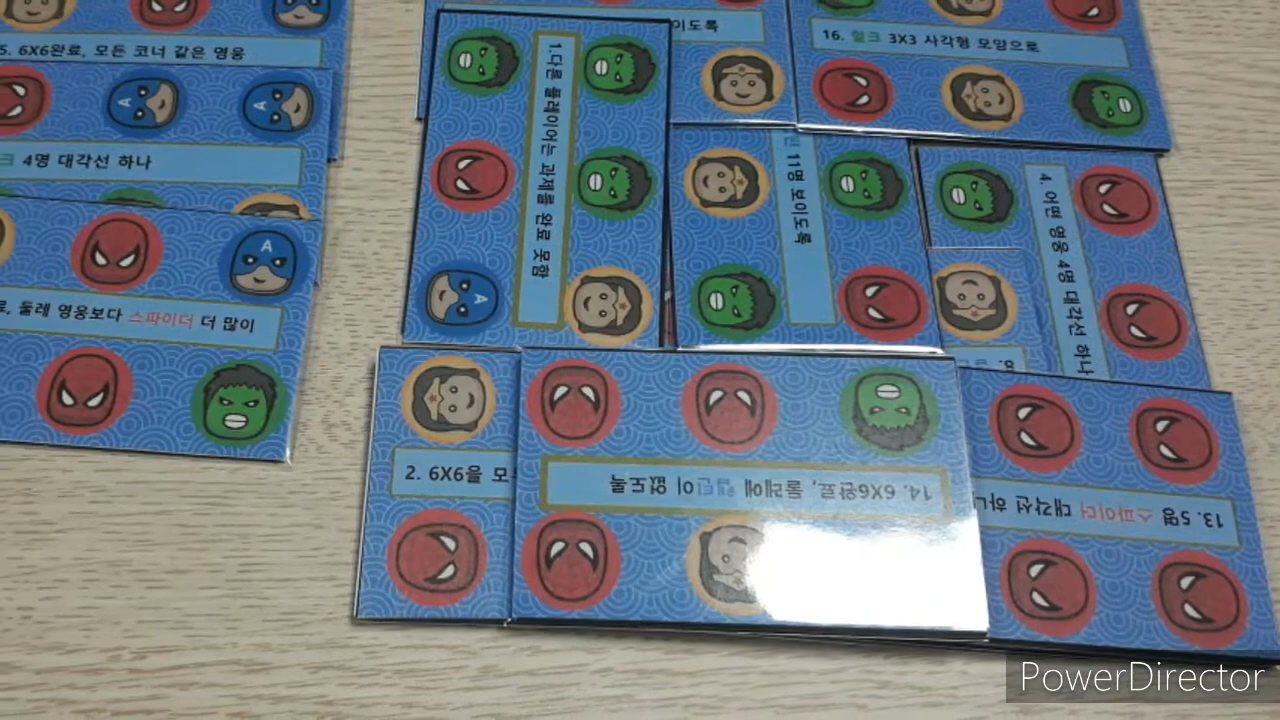 5. 6X6완료, 모든 코너 같은 영웅
4명 대각선 하나
둘레 영웅보다 스파이더 더 많이
이도록
16. 헐크 3X3 사각형 모양으로
1.다른 플레이어는 과제를 완료 못함
11명 보이도록
4. 어떤 영웅 4명 대각선 하나
2. 6X6을 모
14. 6X6완료, 둘레에 캡틴이 없도록
13. 5명 스파이더 대각선 하나
A
A
A
A
PowerDirector